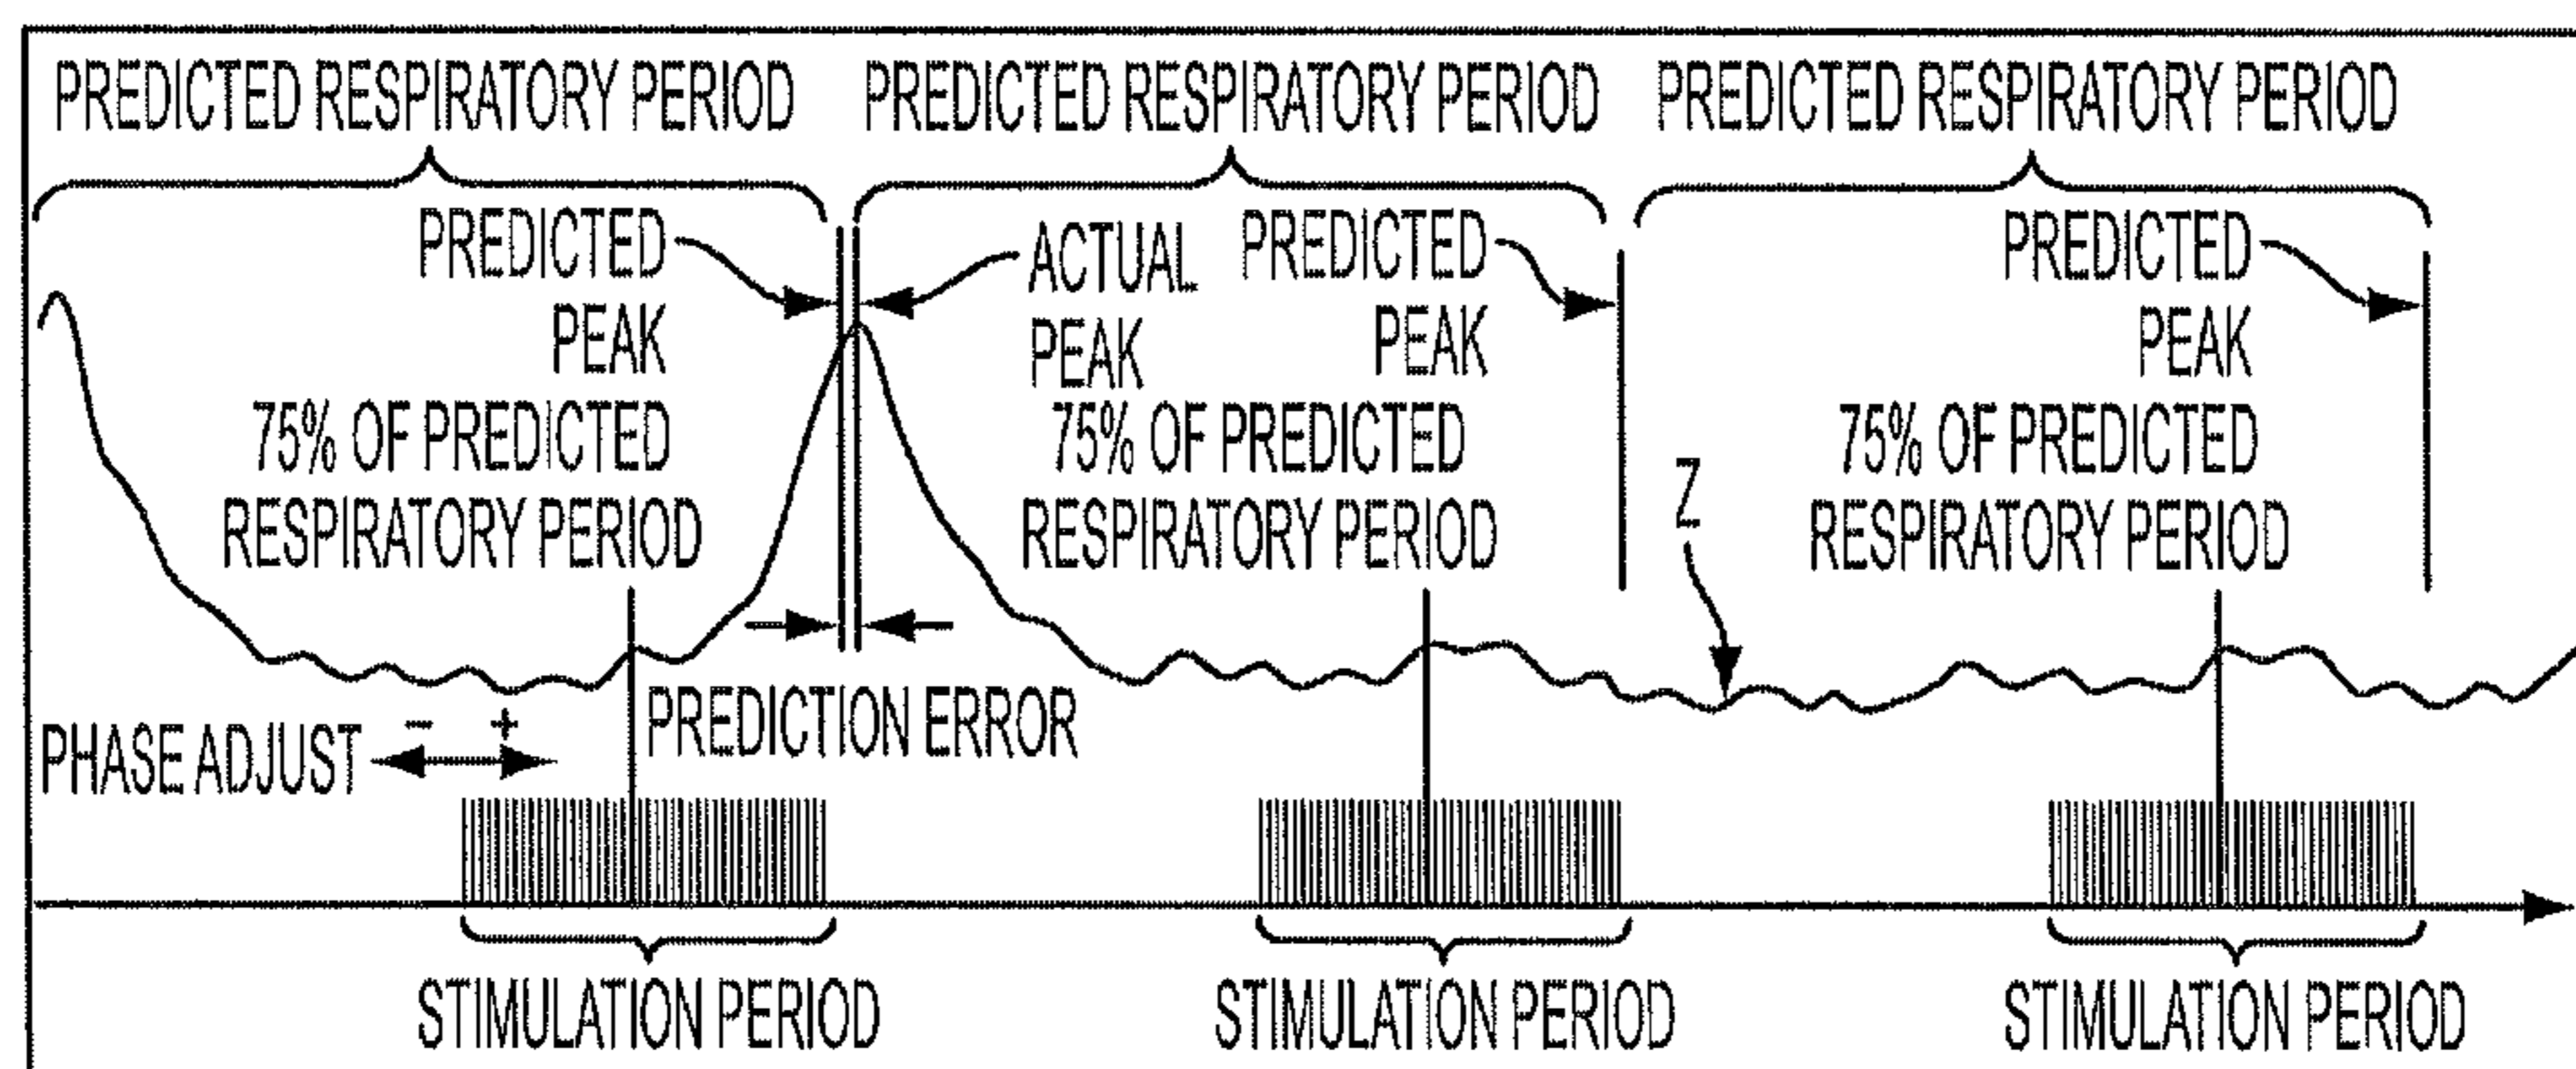 PREDICTED RESPIRATORY PERIOD
PREDICTED RESPIRATORY PERIOD
PREDICTED RESPIRATORY PERIOD
PREDICTED
PEAK
ACTUAL
PEAK
PREDICTED
PEAK
PREDICTED
PEAK
75% OF PREDICTED
RESPIRATORY PERIOD
75% OF PREDICTED
RESPIRATORY PERIOD
Z
75% OF PREDICTED
RESPIRATORY PERIOD
PHASE ADJUST
- +
PREDICTION ERROR
STIMULATION PERIOD
STIMULATION PERIOD
STIMULATION PERIOD